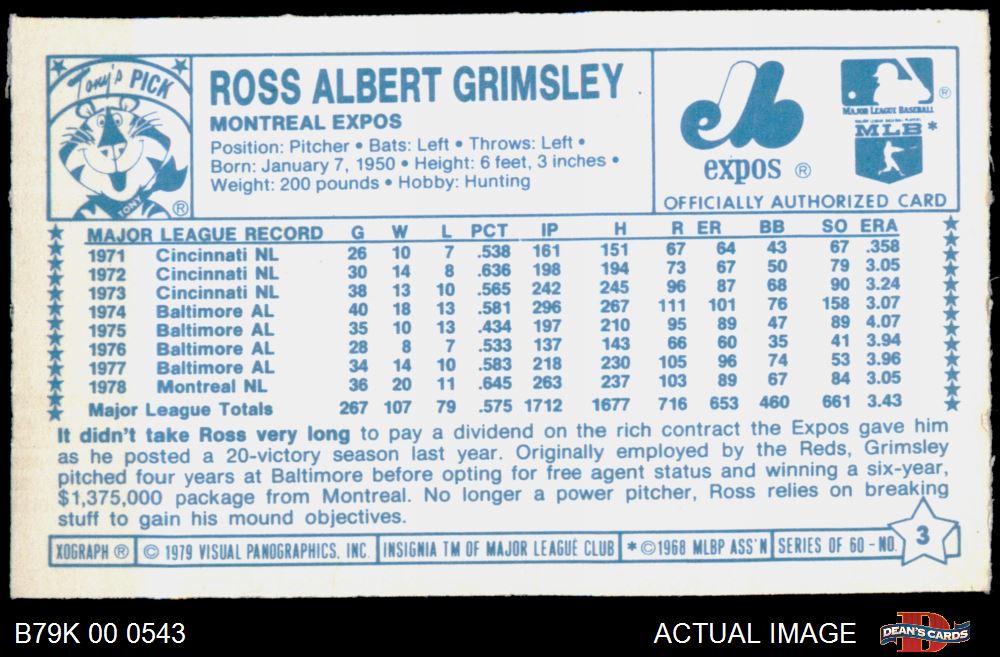 Tony's PICK
TONY
®
ROSS ALBERT GRIMSLEY
MONTREAL EXPOS
Position: Pitcher • Bats: Left • Throws: Left •
Born: January 7, 1950 • Height: 6 feet, 3 inches •
Weight: 200 pounds • Hobby: Hunting
expos ®
®
MAJOR LEAGUE BASEBALL
MLB*
OFFICIALLY AUTHORIZED CARD
MAJOR LEAGUE RECORD G W L PCT IP H R ER BB SO ERA
1971 Cincinnati NL 26 10 7 .538 161 151 67 64 43 67 .358
1972 Cincinnati NL 30 14 8 .636 198 194 73 67 50 79 3.05
1973 Cincinnati NL 38 13 10 .565 242 245 96 87 68 90 3.24
1974 Baltimore AL 40 18 13 .581 296 267 111 101 76 158 3.07
1975 Baltimore AL 35 10 13 .434 197 210 95 89 47 89 4.07
1976 Baltimore AL 28 8 7 .533 137 143 66 60 35 41 3.94
1977 Baltimore AL 34 14 10 .583 218 230 105 96 74 53 3.96
1978 Montreal NL 36 20 11 .645 263 237 103 89 67 84 3.05
Major League Totals 267 107 79 .575 1712 1677 716 653 460 661 3.43
It didn't take Ross very long to pay a dividend on the rich contract the Expos gave him
as he posted a 20-victory season last year. Originally employed by the Reds, Grimsley
pitched four years at Baltimore before opting for free agent status and winning a six-year,
$1,375,000 package from Montreal. No longer a power pitcher, Ross relies on breaking
stuff to gain his mound objectives.
XOGRAPH ® © 1979 VISUAL PANOGRAPHICS, INC. INSIGNIA TM OF MAJOR LEAGUE CLUB * ©1968 MLBP ASS'N SERIES OF 60 - NO. 3
B79K 00 0543
ACTUAL IMAGE
DEAN'S CARDS